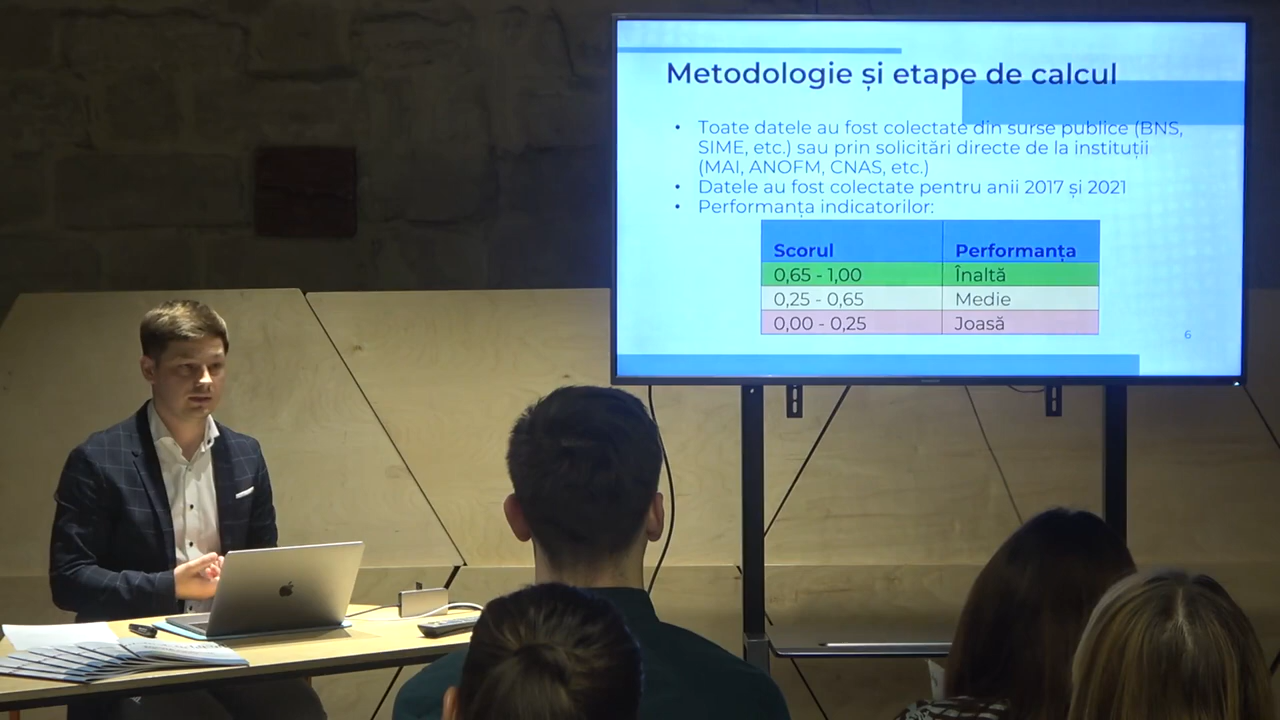 Metodologie și etape de calcul
• Toate datele au fost colectate din surse publice (BNS,
SIME, etc.) sau prin solicitări directe de la instituții
(MAI, ANOFM, CNAS, etc.)
• Datele au fost colectate pentru anii 2017 și 2021
• Performanța indicatorilor:
Scorul Performanța
0,65 - 1,00 Înaltă
0,25 - 0,65 Medie
0,00 - 0,25 Joasă
6